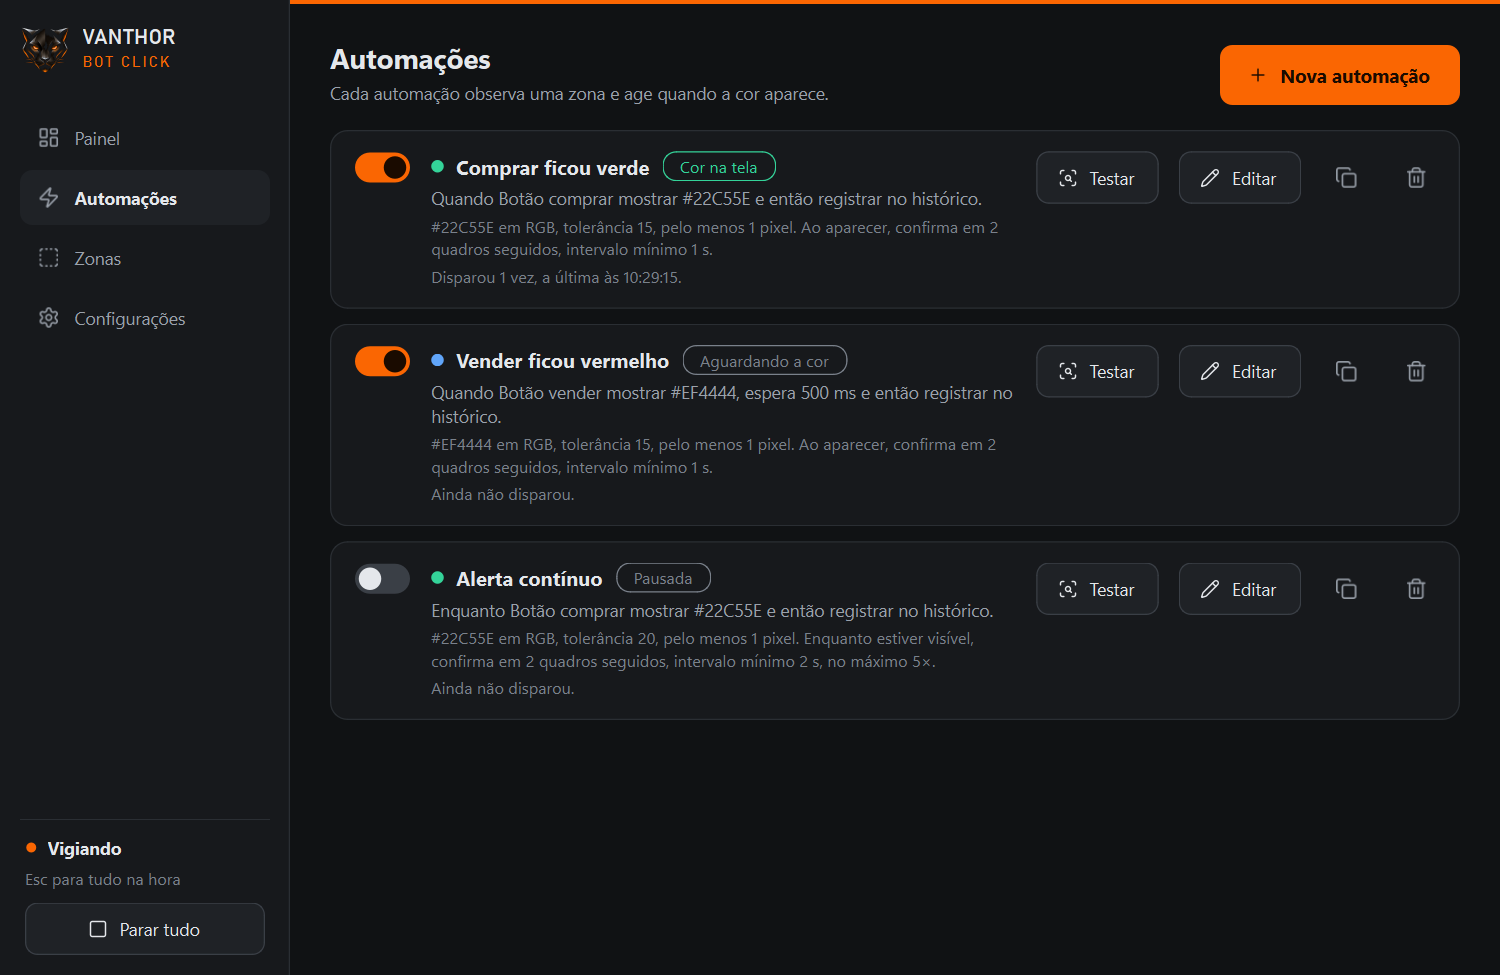 VANTHOR
BOT CLICK
Painel
Automações
Zonas
Configurações
Vigiando
Esc para tudo na hora
Parar tudo
Automações
Cada automação observa uma zona e age quando a cor aparece.
+ Nova automação
Comprar ficou verde Cor na tela
Quando Botão comprar mostrar #22C55E e então registrar no histórico.
#22C55E em RGB, tolerância 15, pelo menos 1 pixel. Ao aparecer, confirma em 2
quadros seguidos, intervalo mínimo 1 s.
Disparou 1 vez, a última às 10:29:15.
Testar Editar
Vender ficou vermelho Aguardando a cor
Quando Botão vender mostrar #EF4444, espera 500 ms e então registrar no
histórico.
#EF4444 em RGB, tolerância 15, pelo menos 1 pixel. Ao aparecer, confirma em 2
quadros seguidos, intervalo mínimo 1 s.
Ainda não disparou.
Testar Editar
Alerta contínuo Pausada
Enquanto Botão comprar mostrar #22C55E e então registrar no histórico.
#22C55E em RGB, tolerância 20, pelo menos 1 pixel. Enquanto estiver visível,
confirma em 2 quadros seguidos, intervalo mínimo 2 s, no máximo 5×.
Ainda não disparou.
Testar Editar